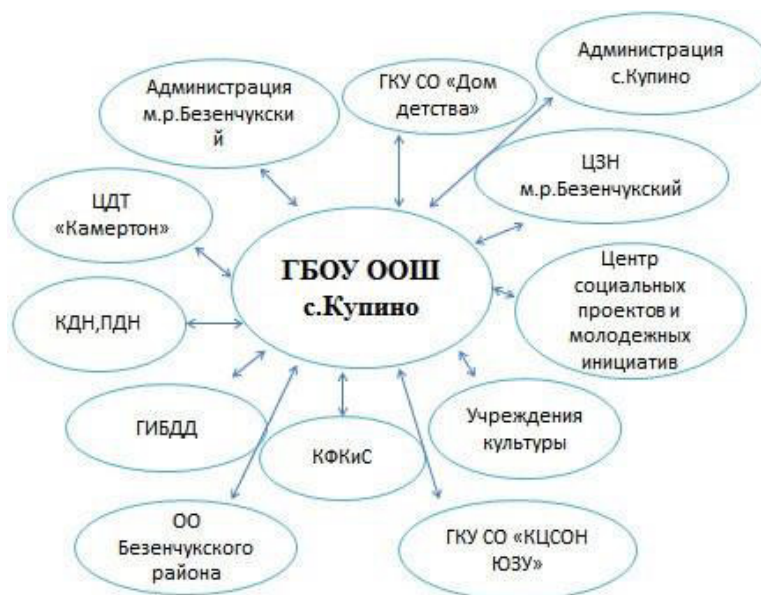 Администрация
с.Купино
ГКУ СО «Дом
детства»
Администрация
м.р.Безенчукски
й
ЦЗН
м.р.Безенчукский
ЦДТ
«Камертон»
ГБОУ ООШ
с.Купино
Центр
социальных
проектов и
молодежных
инициатив
КДН,ПДН
Учреждения
культуры
ГИБДД
КФКиС
ОО
Безенчукского
района
ГКУ СО «КЦСОН
ЮЗУ»